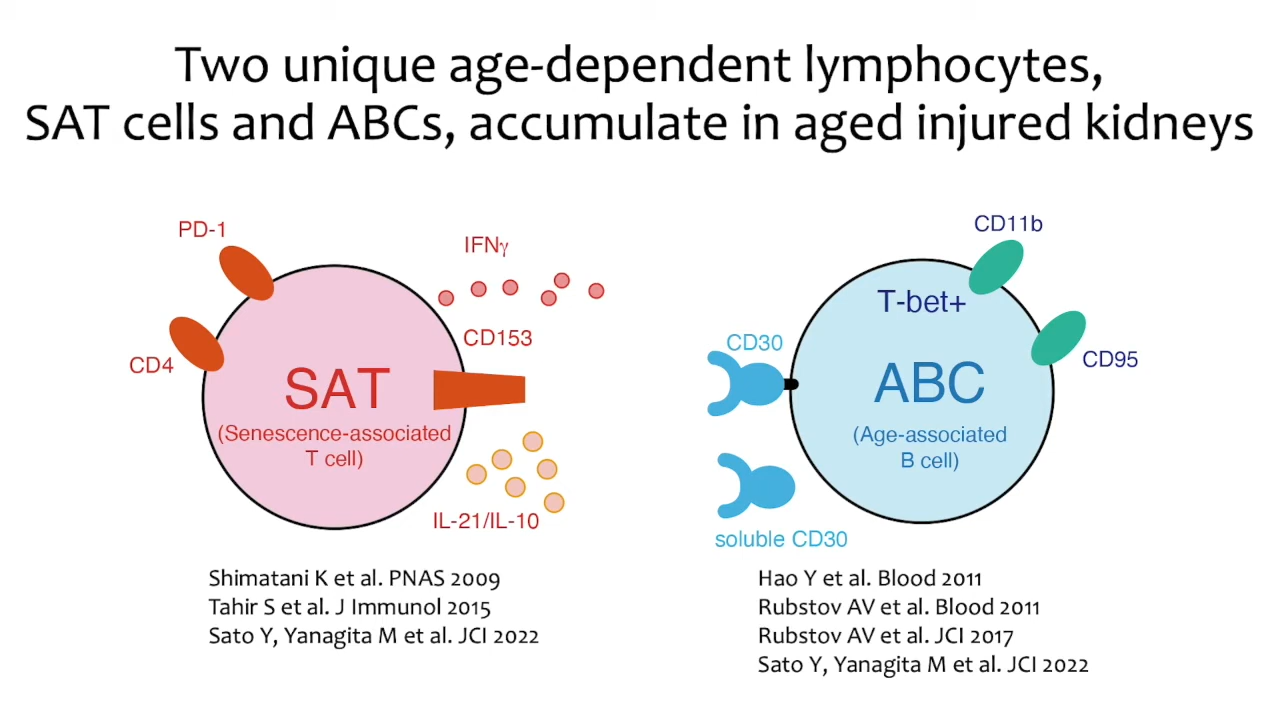 Two unique age-dependent lymphocytes,
SAT cells and ABCs, accumulate in aged injured kidneys
PD-1
IFNγ
CD4
CD153
SAT
(Senescence-associated
T cell)
IL-21/IL-10
CD11b
T-bet+
CD30
CD95
ABC
(Age-associated
B cell)
soluble CD30
Shimatani K et al. PNAS 2009
Tahir S et al. J Immunol 2015
Sato Y, Yanagita M et al. JCI 2022
Hao Y et al. Blood 2011
Rubstov AV et al. Blood 2011
Rubstov AV et al. JCI 2017
Sato Y, Yanagita M et al. JCI 2022